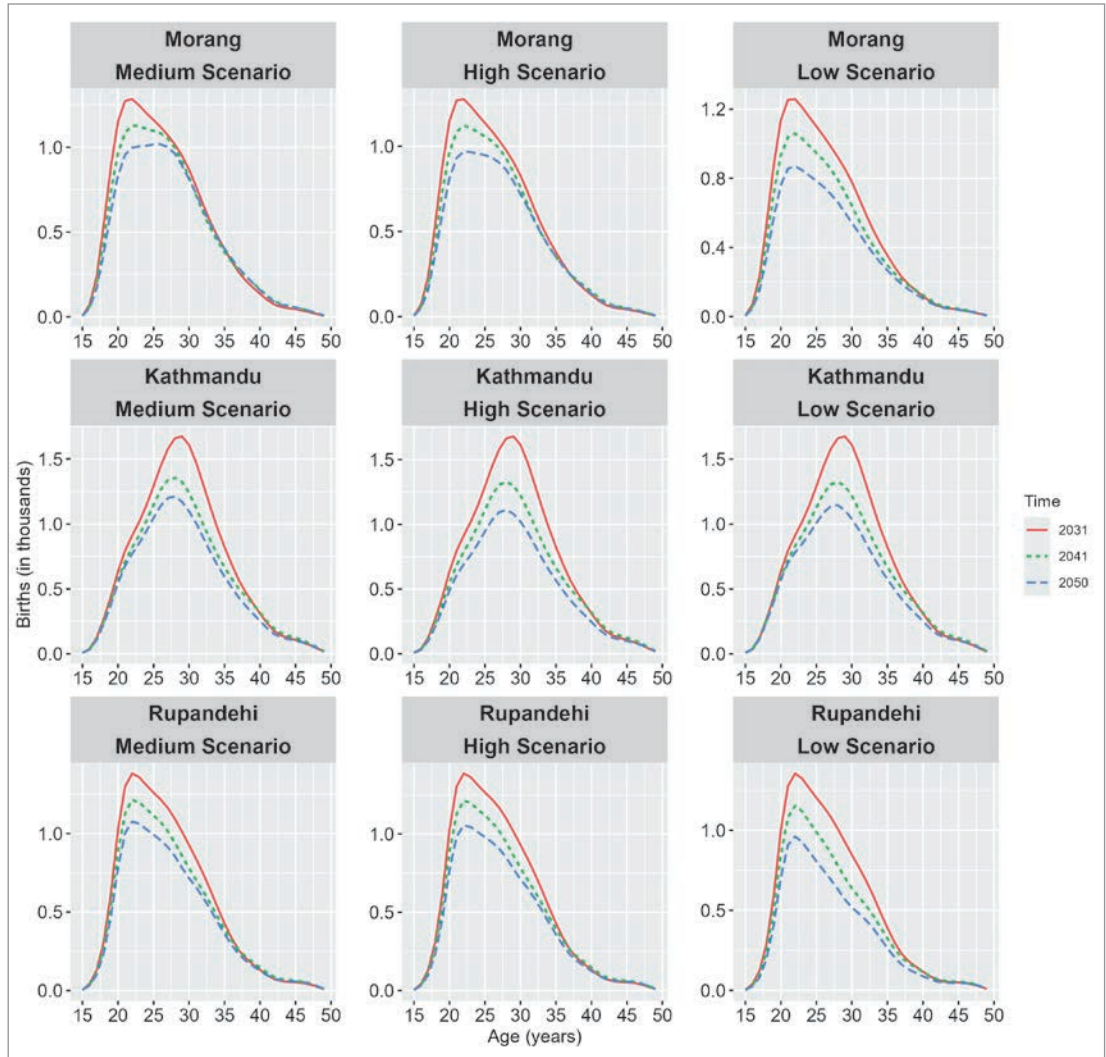 Morang
Medium Scenario
Morang
High Scenario
Morang
Low Scenario
1.0
0.5
0.0
15 20 25 30 35 40 45 50
1.0
0.5
0.0
15 20 25 30 35 40 45 50
1.2
0.8
0.4
0.0
15 20 25 30 35 40 45 50
Kathmandu
Medium Scenario
Kathmandu
High Scenario
Kathmandu
Low Scenario
Births (in thousands)
1.5
1.0
0.5
0.0
15 20 25 30 35 40 45 50
1.5
1.0
0.5
0.0
15 20 25 30 35 40 45 50
1.5
1.0
0.5
0.0
15 20 25 30 35 40 45 50
Time
2031
2041
2050
Rupandehi
Medium Scenario
Rupandehi
High Scenario
Rupandehi
Low Scenario
1.0
0.5
0.0
15 20 25 30 35 40 45 50
1.0
0.5
0.0
15 20 25 30 35 40 45 50
1.0
0.5
0.0
15 20 25 30 35 40 45 50
Age (years)